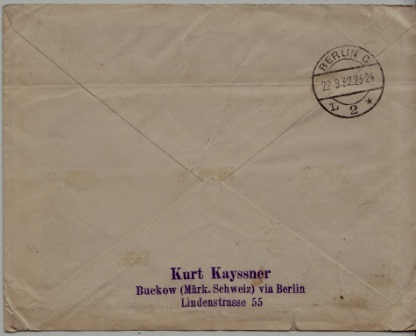 BERLIN C
22.9.32.23 24
L 2 *
Kurt Kayssner
Buckow (Märk. Schweiz) via Berlin
Lindenstrasse 55